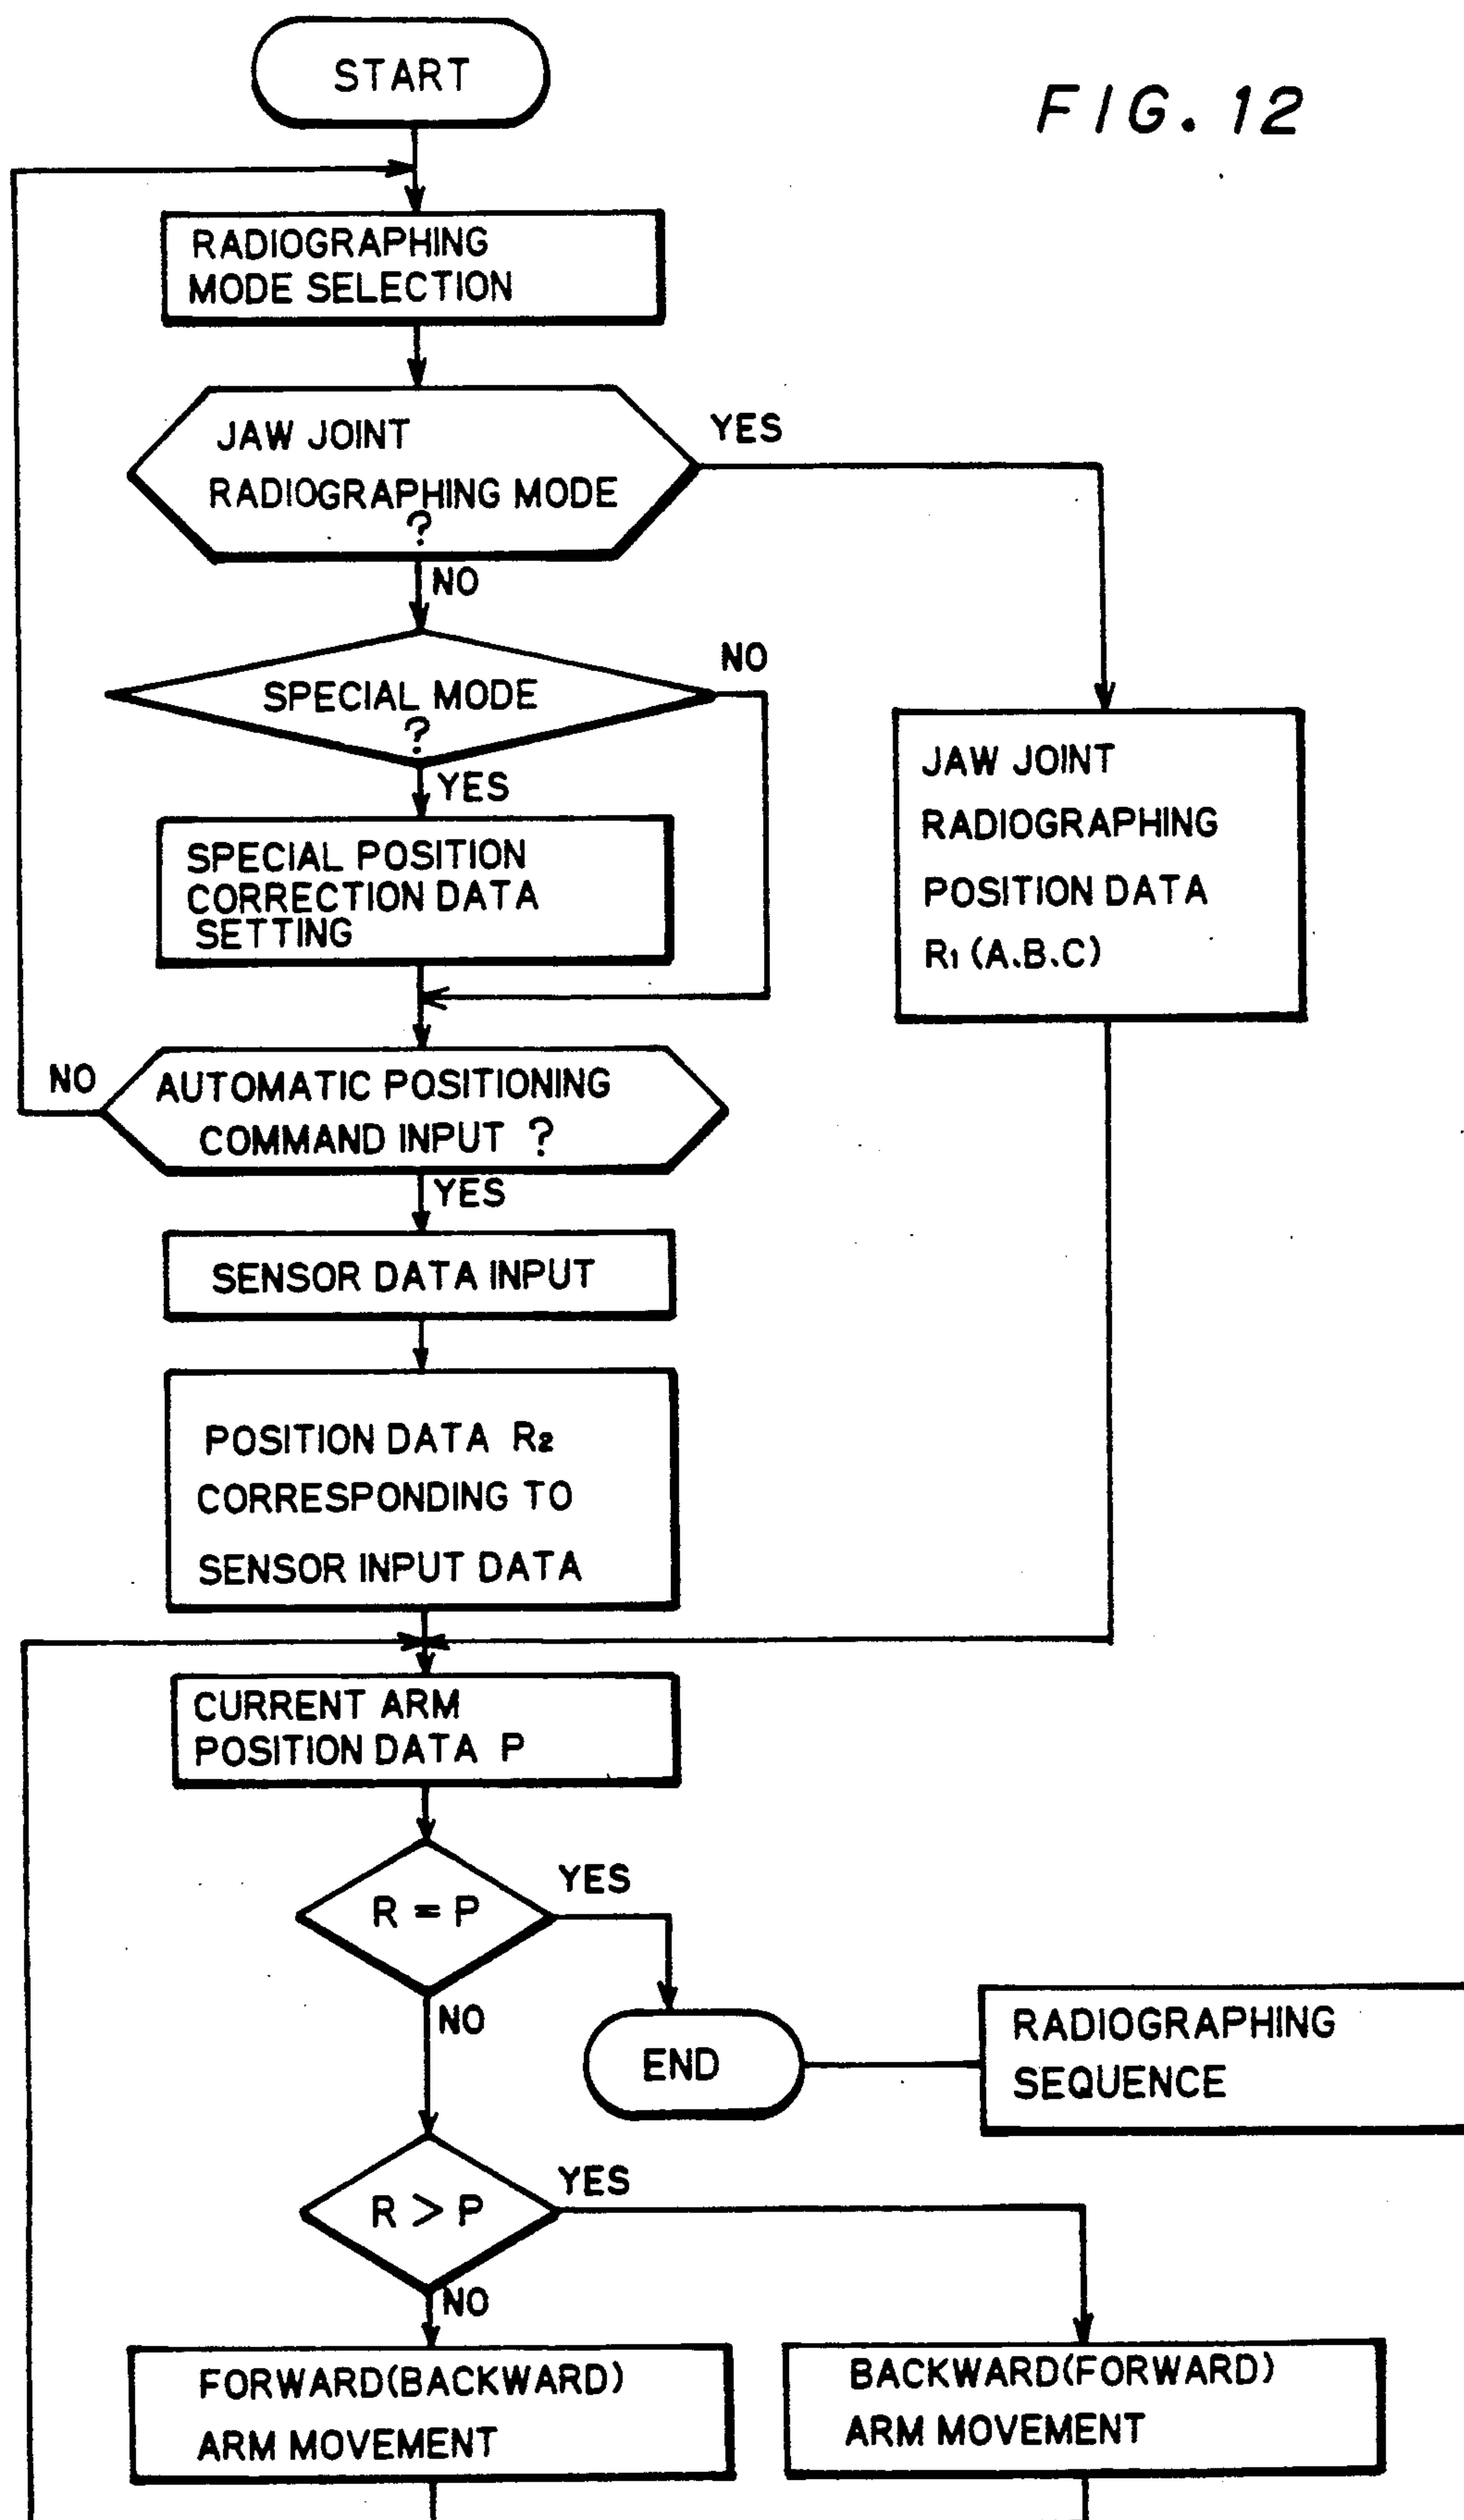 START
FIG. 12
RADIOGRAPHING
MODE SELECTION
JAW JOINT
RADIOGRAPHING MODE
?
YES
NO
SPECIAL MODE
?
NO
YES
SPECIAL POSITION
CORRECTION DATA
SETTING
JAW JOINT
RADIOGRAPHING
POSITION DATA
R1 (A.B.C)
NO
AUTOMATIC POSITIONING
COMMAND INPUT ?
YES
SENSOR DATA INPUT
POSITION DATA R2
CORRESPONDING TO
SENSOR INPUT DATA
CURRENT ARM
POSITION DATA P
R = P
YES
NO
END
RADIOGRAPHING
SEQUENCE
R > P
YES
NO
FORWARD(BACKWARD)
ARM MOVEMENT
BACKWARD(FORWARD)
ARM MOVEMENT